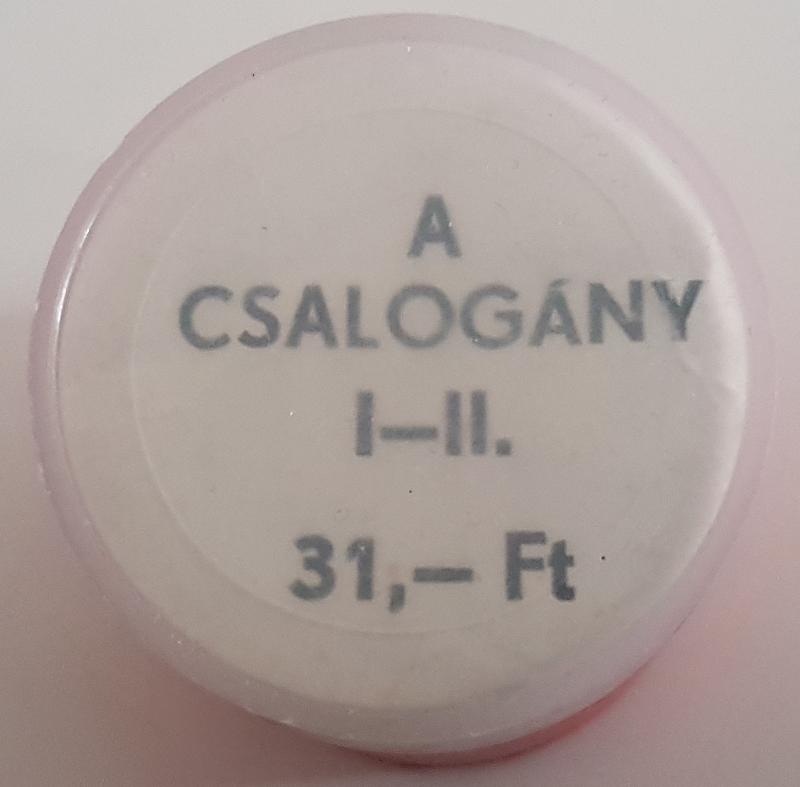 A
CSALOGÁNY
I–II.
31,– Ft